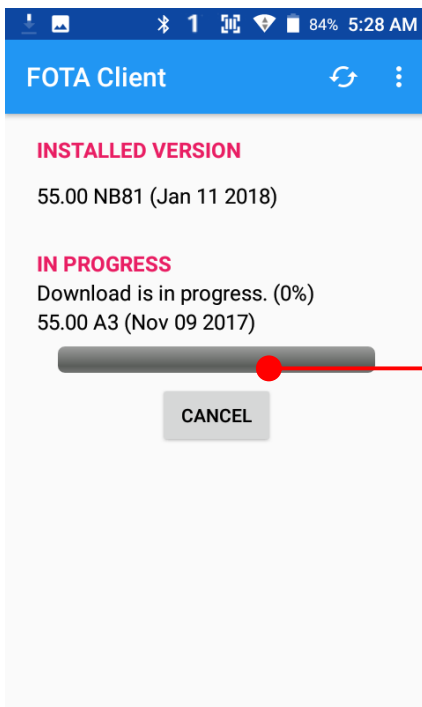 1 84% 5:28 AM
FOTA Client
INSTALLED VERSION
55.00 NB81 (Jan 11 2018)
IN PROGRESS
Download is in progress. (0%)
55.00 A3 (Nov 09 2017)
CANCEL